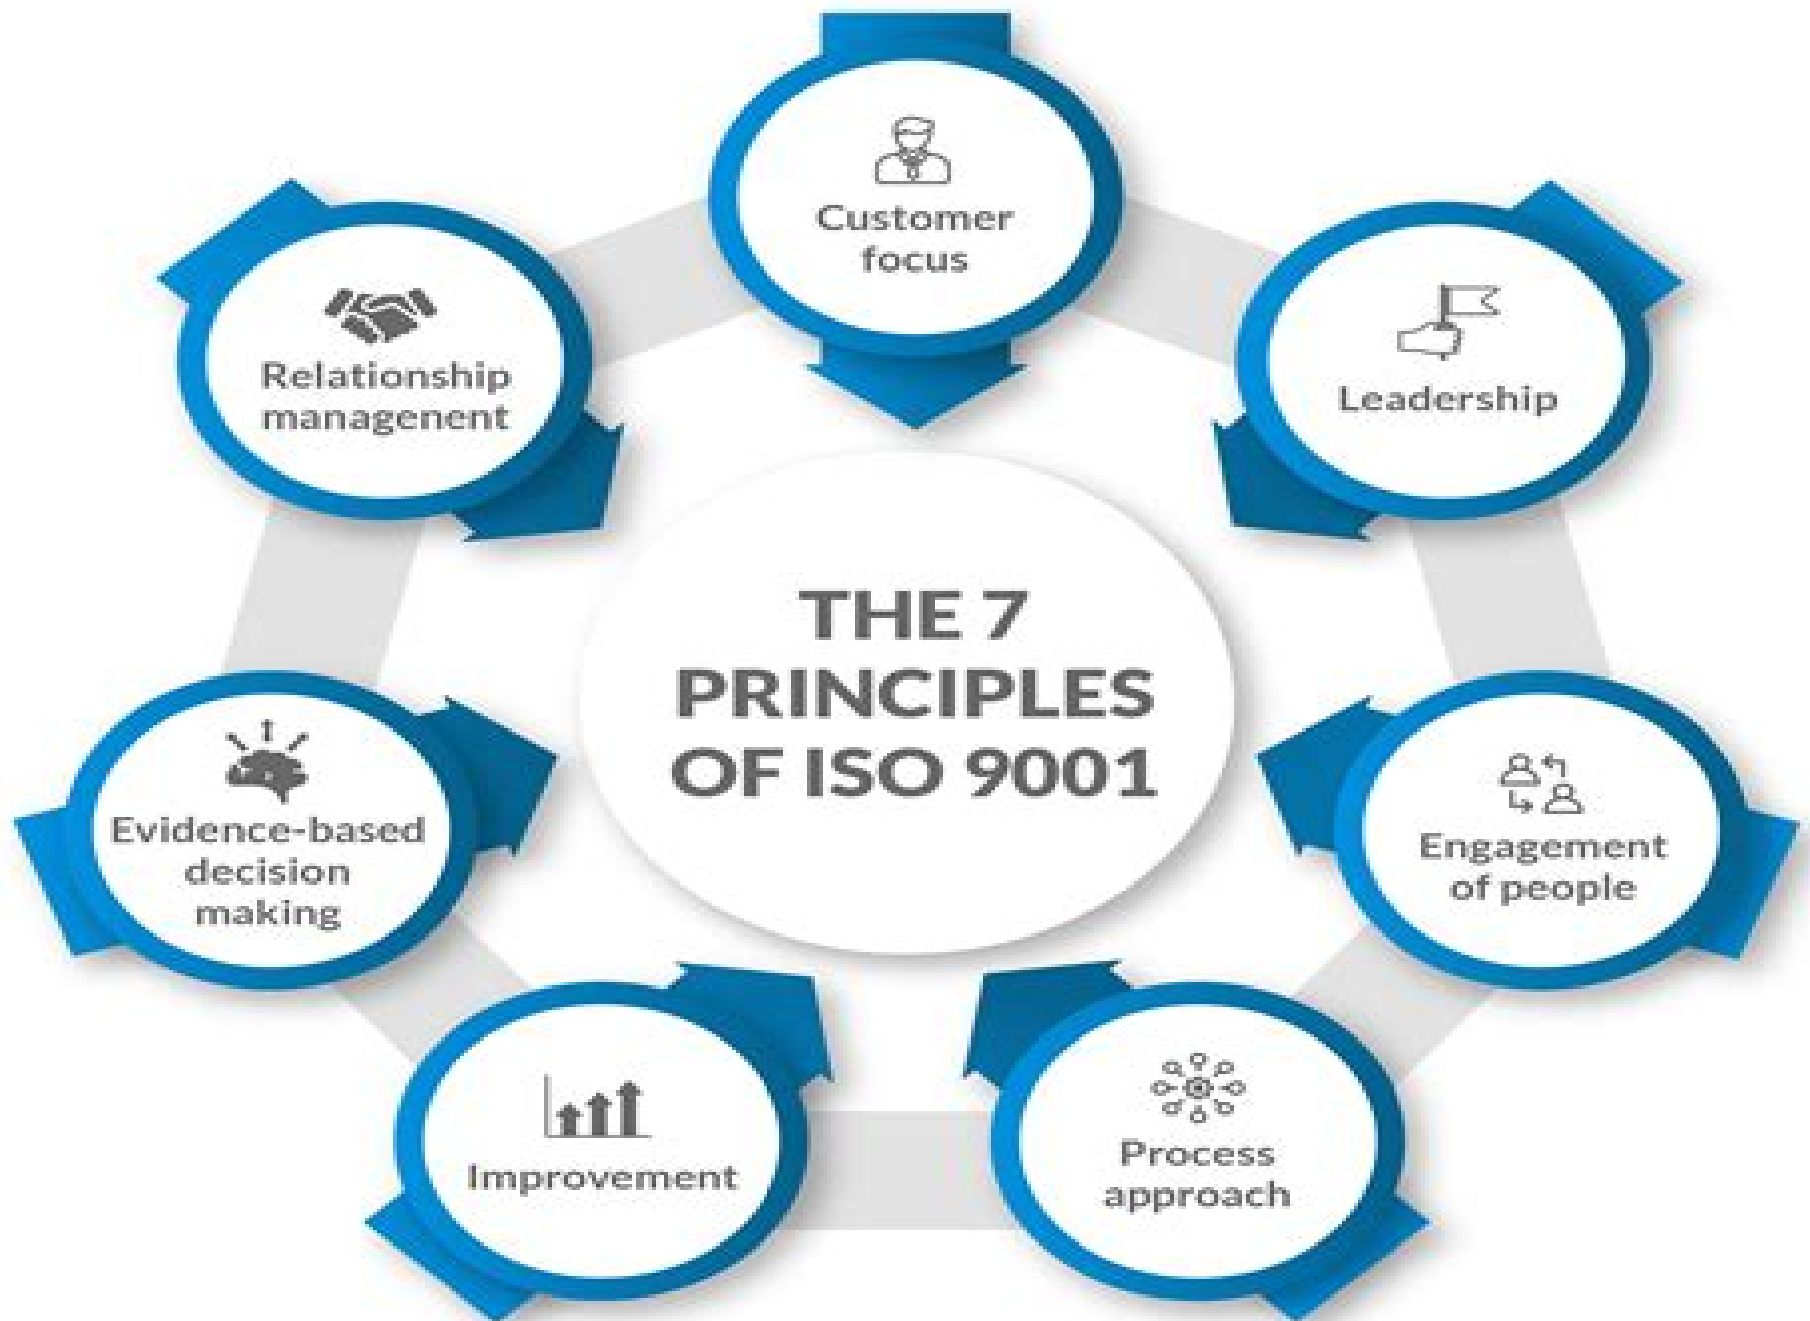 Customer
focus
Leadership
Engagement
of people
Process
approach
Improvement
Evidence-based
decision
making
Relationship
managenent
THE 7
PRINCIPLES
OF ISO 9001